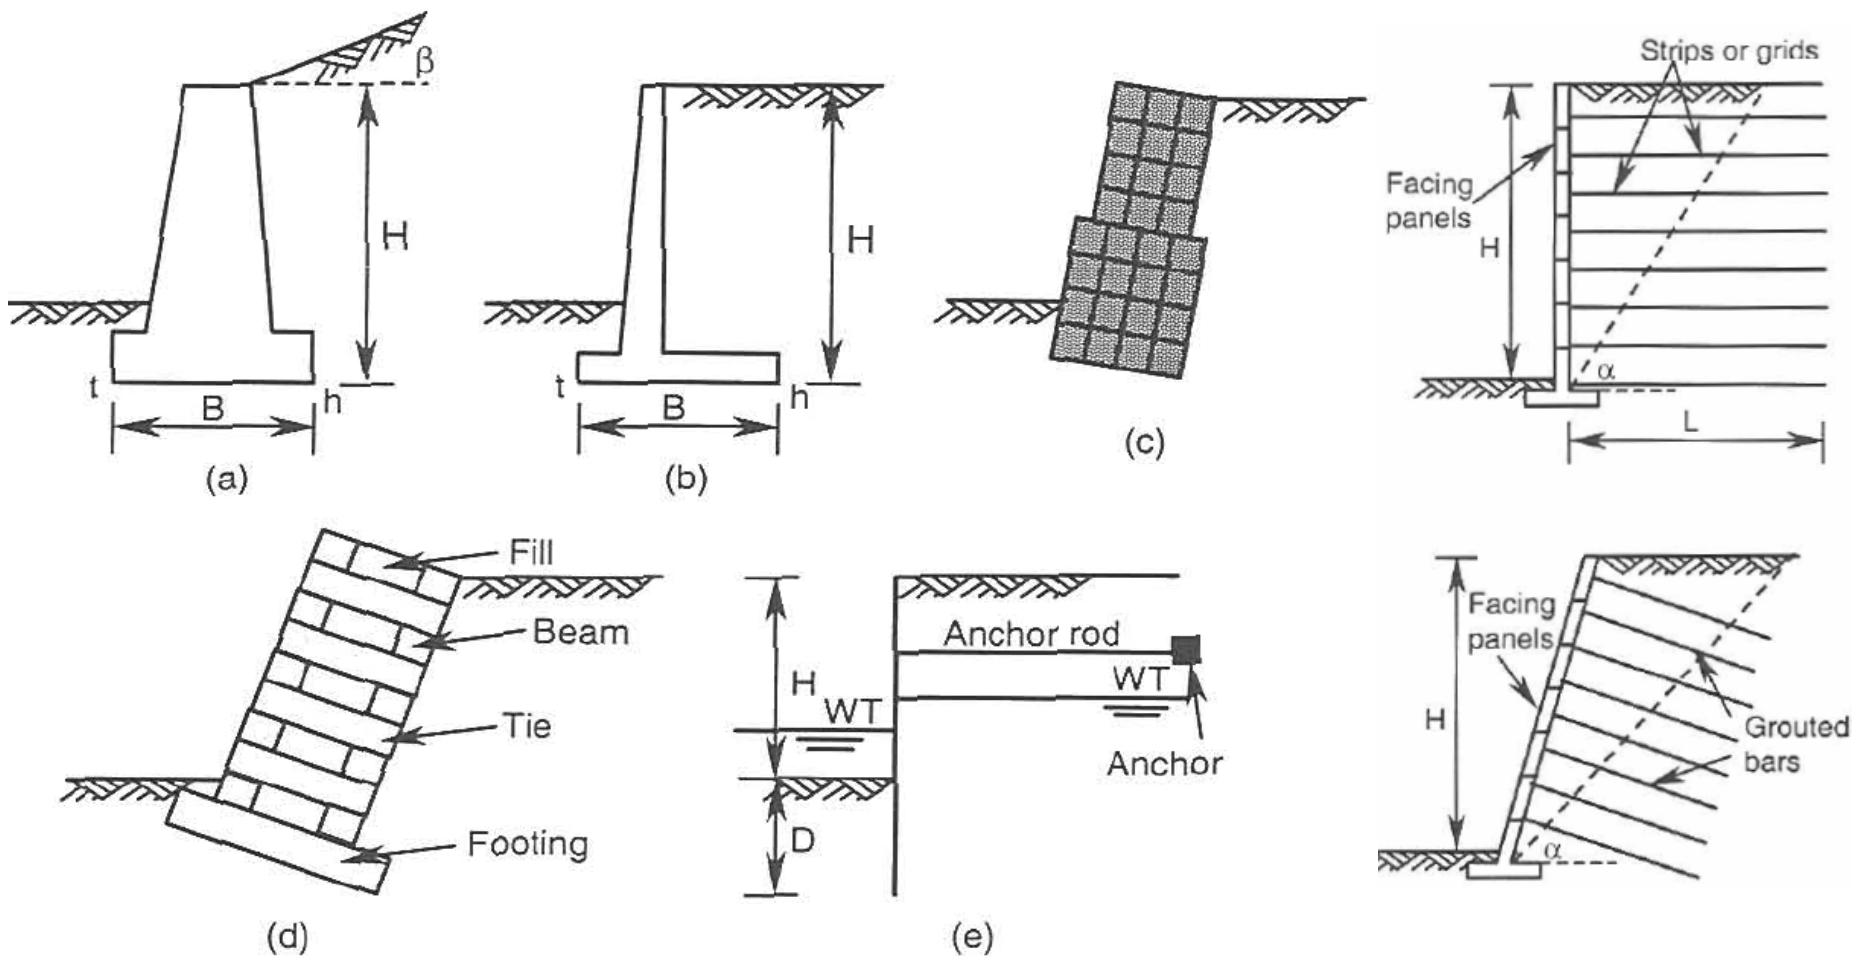 β
H
t
B
h
(a)
H
t
B
h
(b)
(c)
Strips or grids
Facing
panels
H
α
L
Fill
Beam
Tie
Footing
(d)
Anchor rod
WT
H
WT
Anchor
D
(e)
Facing
panels
H
Grouted
bars
α